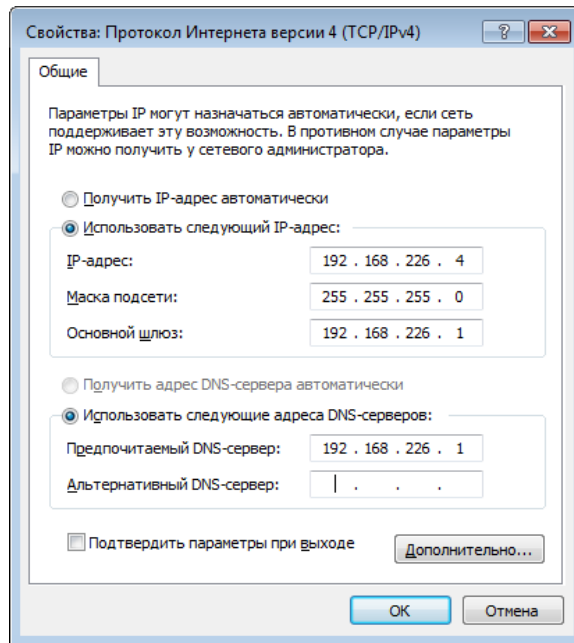 Свойства: Протокол Интернета версии 4 (TCP/IPv4)
Общие
Параметры IP могут назначаться автоматически, если сеть
поддерживает эту возможность. В противном случае параметры
IP можно получить у сетевого администратора.
Получить IP-адрес автоматически
Использовать следующий IP-адрес:
IP-адрес: 192 . 168 . 226 . 4
Маска подсети: 255 . 255 . 255 . 0
Основной шлюз: 192 . 168 . 226 . 1
Получить адрес DNS-сервера автоматически
Использовать следующие адреса DNS-серверов:
Предпочитаемый DNS-сервер: 192 . 168 . 226 . 1
Альтернативный DNS-сервер: . . .
Подтвердить параметры при выходе
Дополнительно...
ОК Отмена